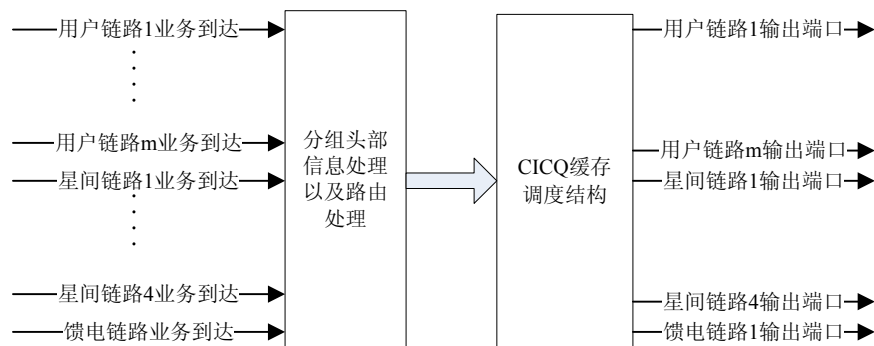 用户链路1业务到达
用户链路m业务到达
星间链路1业务到达
星间链路4业务到达
馈电链路业务到达
分组头部
信息处理
以及路由
处理
CICQ缓存
调度结构
用户链路1输出端口
用户链路m输出端口
星间链路1输出端口
星间链路4输出端口
馈电链路1输出端口